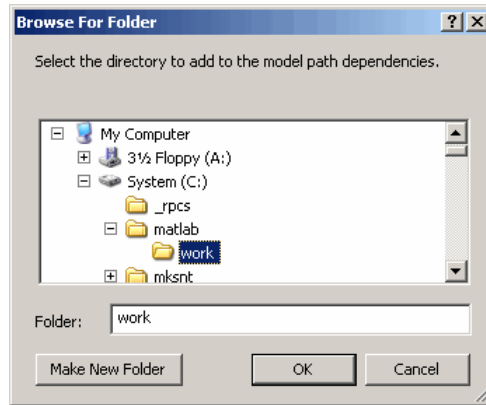 Browse For Folder
Select the directory to add to the model path dependencies.
My Computer
3½ Floppy (A:)
System (C:)
_rpcs
matlab
work
mksnt
Folder: work
Make New Folder OK Cancel